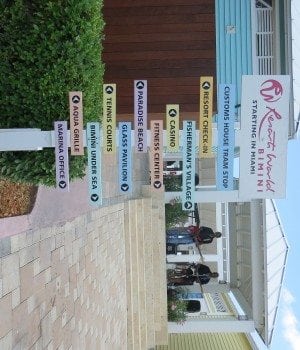 Resorts World
BIMINI
STARTING IN MIAMI
CUSTOMS HOUSE TRAM STOP
RESORT CHECK-IN
FISHERMAN'S VILLAGE
CASINO
FITNESS CENTER
PARADISE BEACH
GLASS PAVILION
TENNIS COURTS
BIMINI UNDER SEA
AQUA GRILLE
MARINA OFFICE